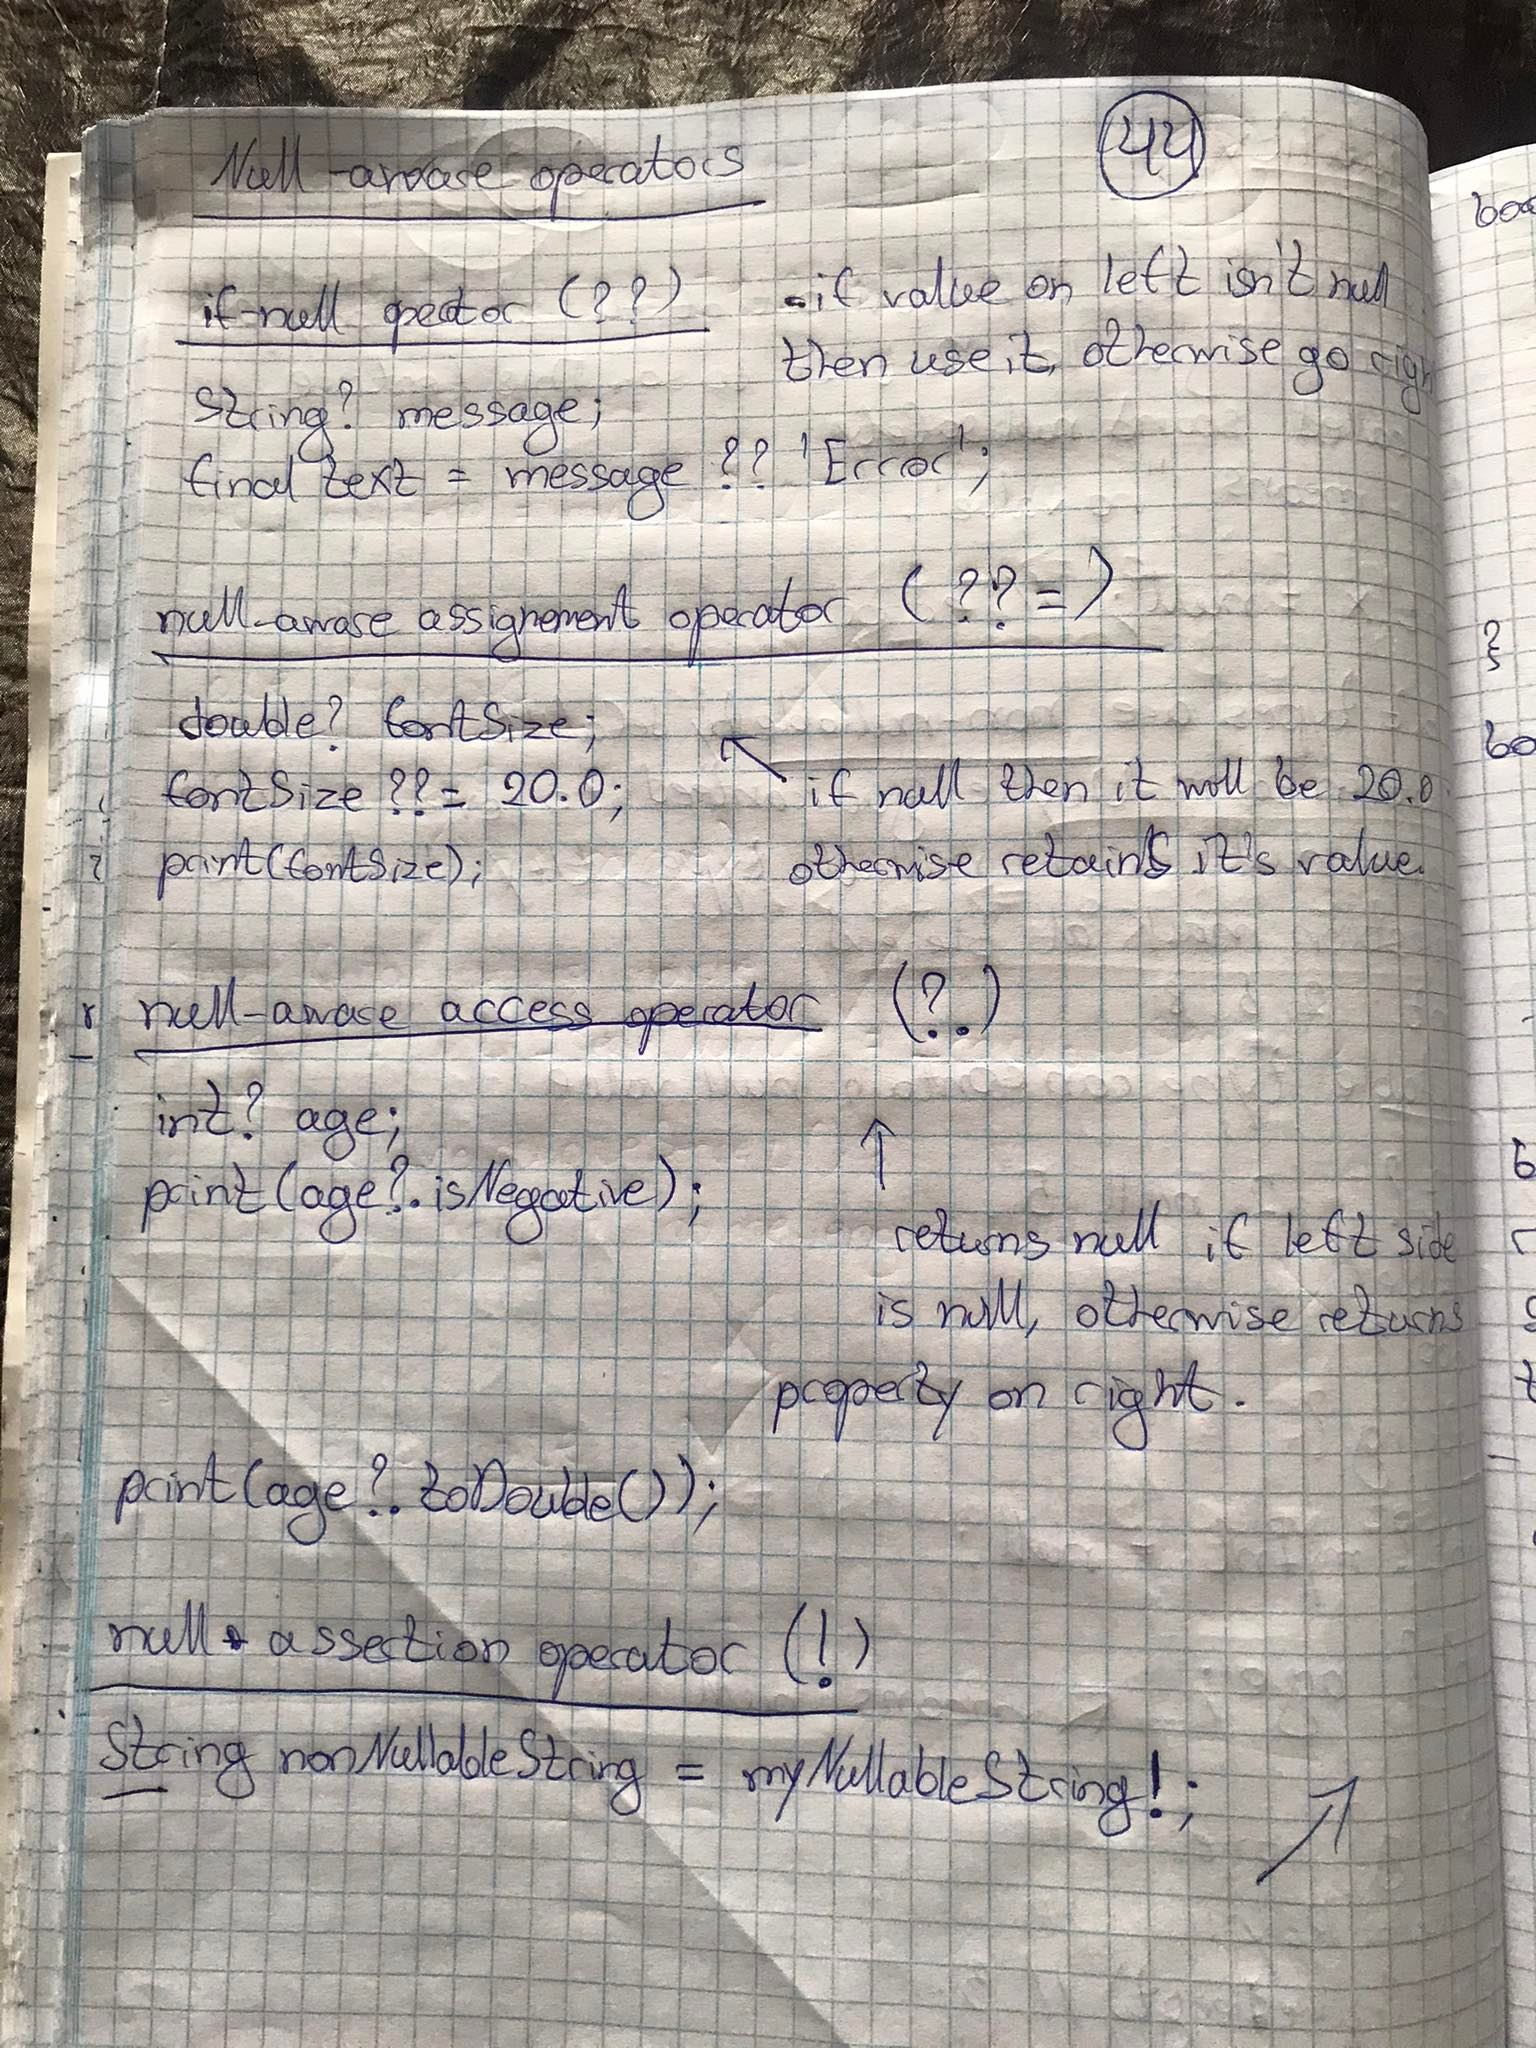 Null-aware operators
44
if-null opeator (??)
- if value on left isn't null
then use it, otherwise go righ
String? message;
final text = message ?? 'Error';
null-aware assignement operator (??=)
double? fontSize;
fontSize ??= 20.0;
print(fontSize);
if null then it will be 20.0
otherwise retains it's value.
null-aware access operator (?.)
int? age;
print(age?.isNegative);
returns null if left side
is null, otherwise returns
property on right.
print(age?.toDouble());
null assertion operator (!)
String nonNullableString = myNullableString!;